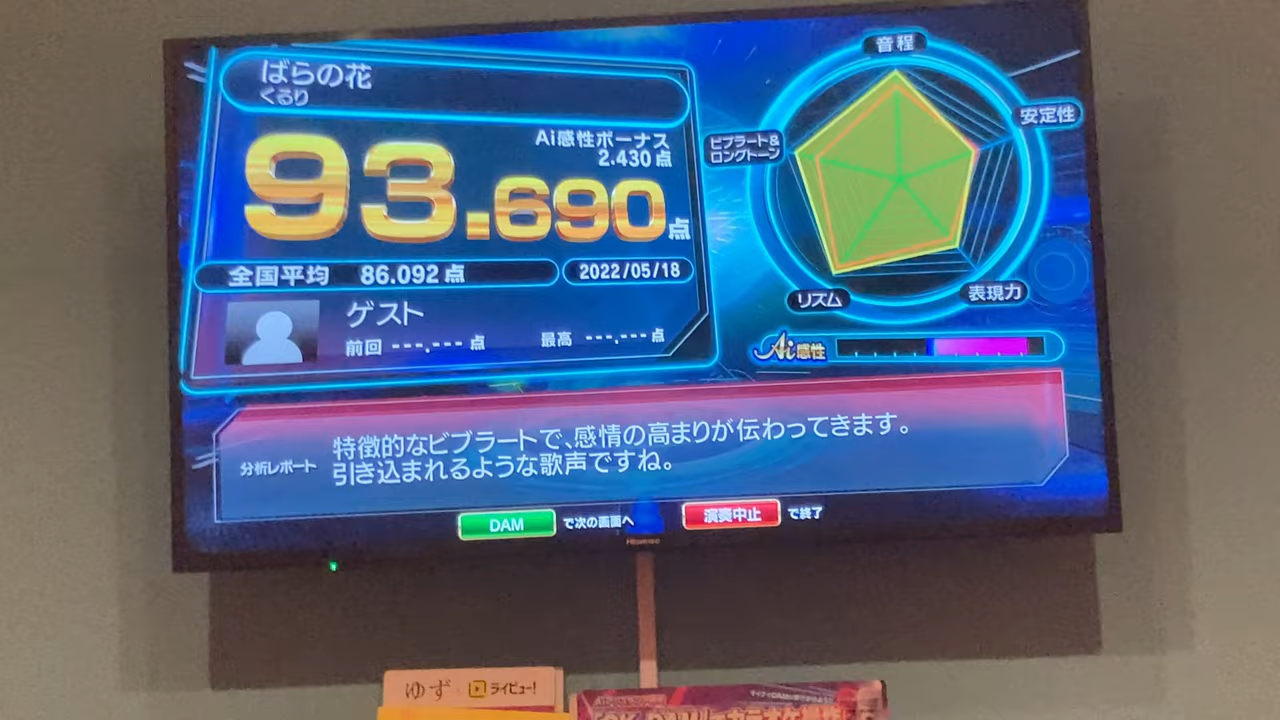 ばらの花
くるり
Ai感性ボーナス
2.430点
93.690点
全国平均 86.092点
2022/05/18
ゲスト
前回 ---.--- 点 最高 ---.--- 点
音程
安定性
ビブラート&
ロングトーン
リズム
表現力
Ai感性
分析レポート
特徴的なビブラートで、感情の高まりが伝わってきます。
引き込まれるような歌声ですね。
DAM で次の画面へ 演奏中止 で終了
Hisense
ゆず ライビュー!